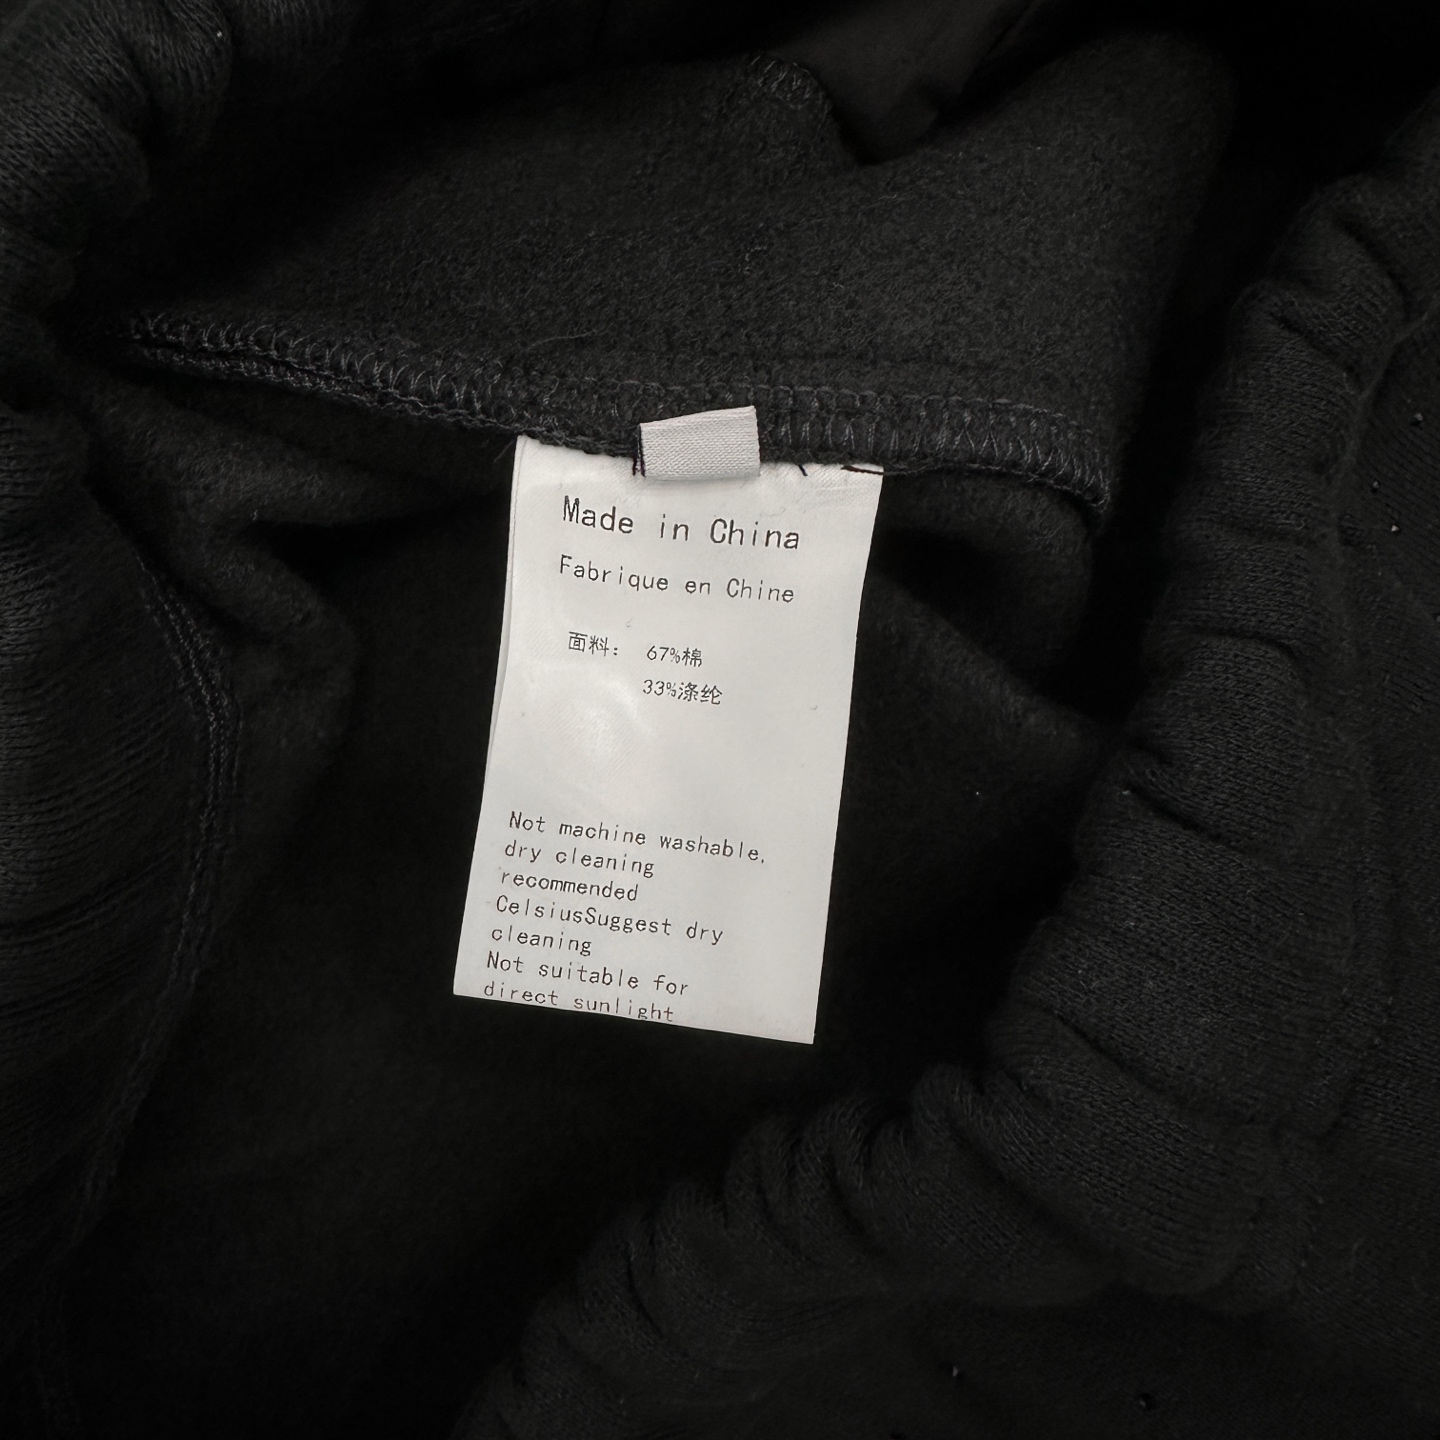 Made in China
Fabrique en Chine
面料： 67%棉
33%涤纶
Not machine washable,
dry cleaning
recommended
CelsiusSuggest dry
cleaning
Not suitable for
direct sunlight